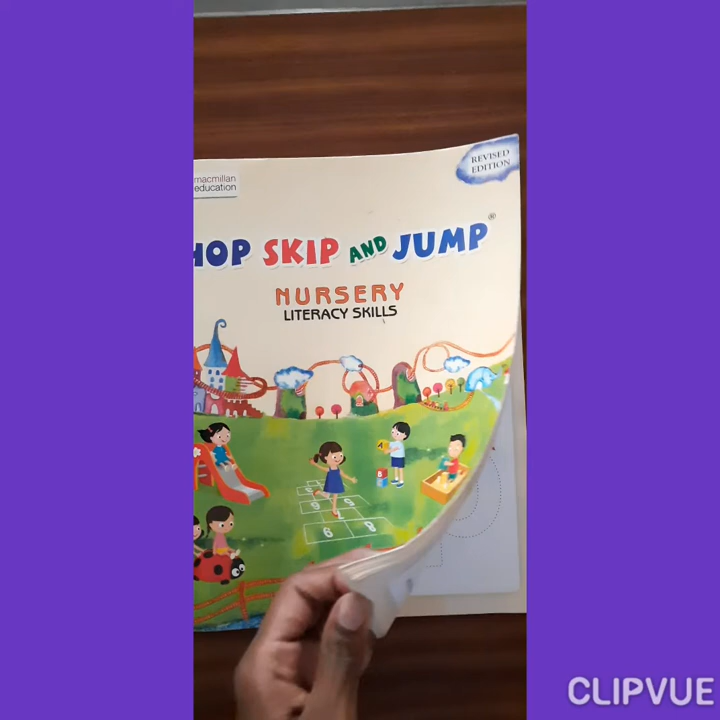 REVISED
EDITION
macmillan
education
HOP SKIP AND JUMP®
NURSERY
LITERACY SKILLS
CLIPVUE